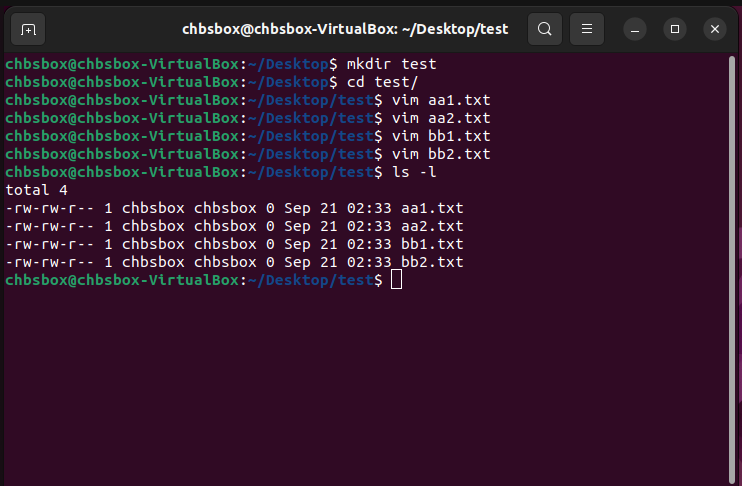 chbsbox@chbsbox-VirtualBox: ~/Desktop/test
chbsbox@chbsbox-VirtualBox:~/Desktop$ mkdir test
chbsbox@chbsbox-VirtualBox:~/Desktop$ cd test/
chbsbox@chbsbox-VirtualBox:~/Desktop/test$ vim aa1.txt
chbsbox@chbsbox-VirtualBox:~/Desktop/test$ vim aa2.txt
chbsbox@chbsbox-VirtualBox:~/Desktop/test$ vim bb1.txt
chbsbox@chbsbox-VirtualBox:~/Desktop/test$ vim bb2.txt
chbsbox@chbsbox-VirtualBox:~/Desktop/test$ ls -l
total 4
-rw-rw-r-- 1 chbsbox chbsbox 0 Sep 21 02:33 aa1.txt
-rw-rw-r-- 1 chbsbox chbsbox 0 Sep 21 02:33 aa2.txt
-rw-rw-r-- 1 chbsbox chbsbox 0 Sep 21 02:33 bb1.txt
-rw-rw-r-- 1 chbsbox chbsbox 0 Sep 21 02:33 bb2.txt
chbsbox@chbsbox-VirtualBox:~/Desktop/test$